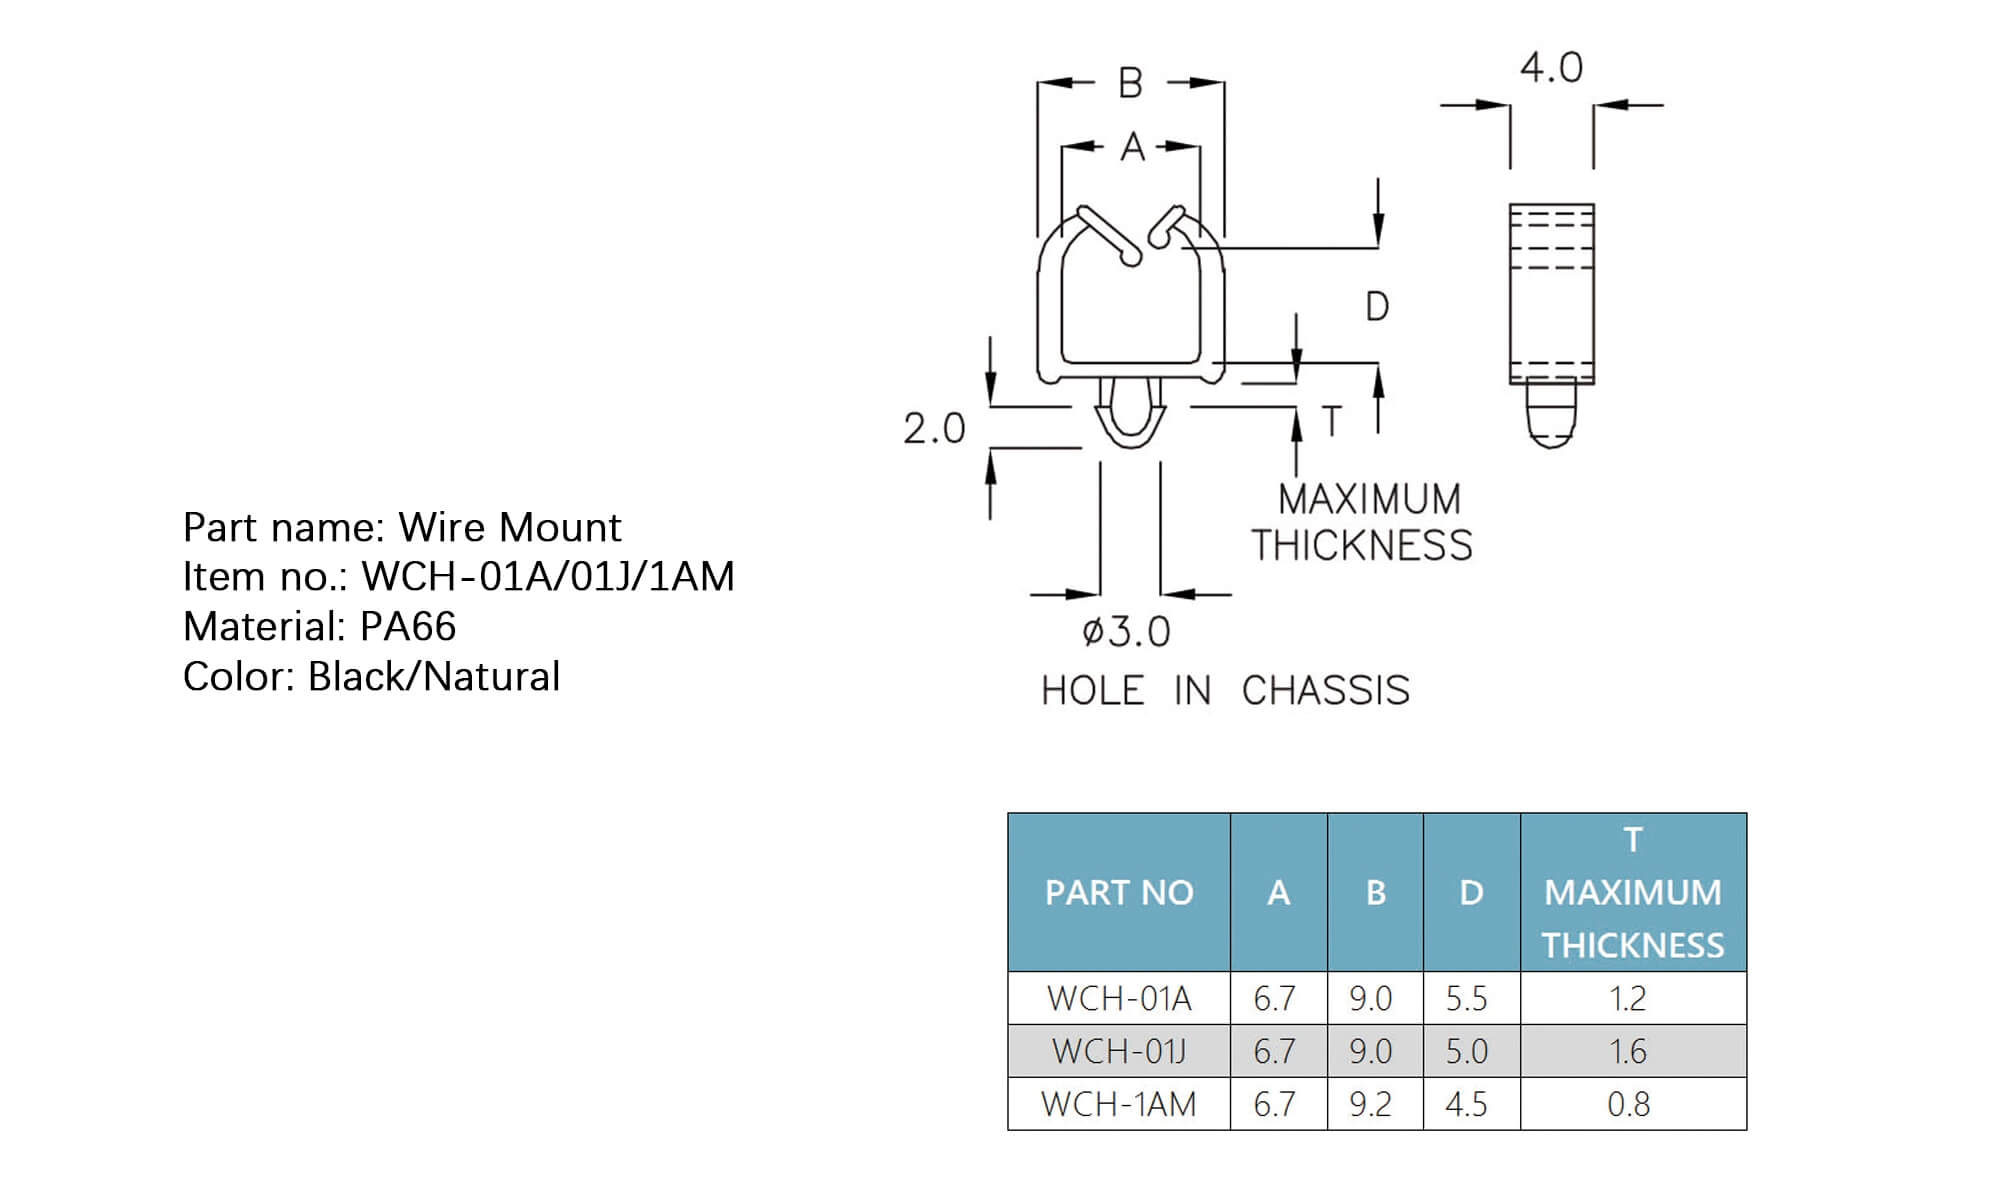 4.0
B
A
D
2.0
T
MAXIMUM
THICKNESS
Part name: Wire Mount
Item no.: WCH-01A/01J/1AM
Material: PA66
Color: Black/Natural
ø3.0
HOLE IN CHASSIS
PART NO A B D T MAXIMUM THICKNESS
WCH-01A 6.7 9.0 5.5 1.2
WCH-01J 6.7 9.0 5.0 1.6
WCH-1AM 6.7 9.2 4.5 0.8